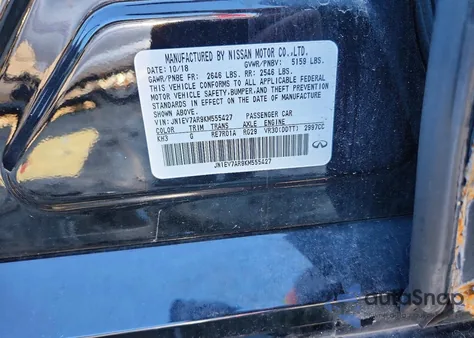 MANUFACTURED BY NISSAN MOTOR CO.,LTD.
DATE: 10/18 GVWR/PNBV: 5159 LBS.
GAWR/PNBE FR: 2646 LBS. RR: 2546 LBS.
THIS VEHICLE CONFORMS TO ALL APPLICABLE FEDERAL
MOTOR VEHICLE SAFETY,BUMPER,AND THEFT PREVENTION
STANDARDS IN EFFECT ON THE DATE OF MANUFACTURE
SHOWN ABOVE.
VIN: JN1EV7AR9KM555427 PASSENGER CAR
COLOR TRIM TRANS AXLE ENGINE
KH3 G RE7R01A RG29 VR30(DDTT) 2997CC
JN1EV7AR9KM555427
autoSnap